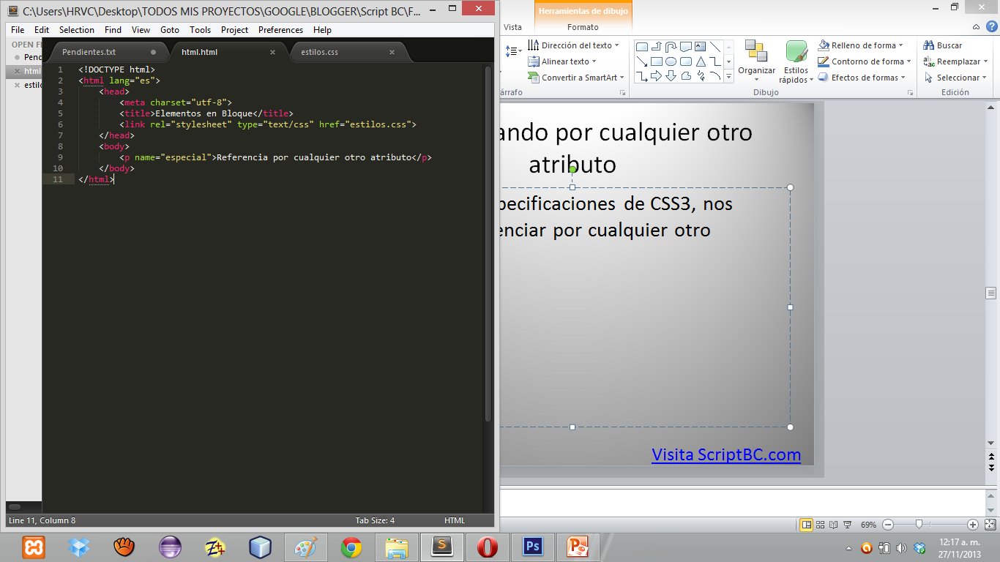 C:\Users\HRVC\Desktop\TODOS MIS PROYECTOS\GOOGLE\BLOGGER\Script BC\F...
File Edit Selection Find View Goto Tools Project Preferences Help
OPEN FI
Pend
html
estilo
Pendientes.txt
html.html
estilos.css
1 <!DOCTYPE html>
2 <html lang="es">
3 <head>
4 <meta charset="utf-8">
5 <title>Elementos en Bloque</title>
6 <link rel="stylesheet" type="text/css" href="estilos.css">
7 </head>
8 <body>
9 <p name="especial">Referencia por cualquier otro atributo</p>
10 </body>
11 </html>
Line 11, Column 8
Tab Size: 4
HTML
Herramientas de dibujo
Vista
Formato
Dirección del texto
Alinear texto
Convertir a SmartArt
árrafo
Organizar
Estilos
rápidos
Relleno de forma
Contorno de forma
Efectos de formas
Dibujo
Buscar
Reemplazar
Seleccionar
Edición
ando por cualquier otro
atributo
pecificaciones de CSS3, nos
enciar por cualquier otro
Visita ScriptBC.com
69%
12:17 a. m.
27/11/2013